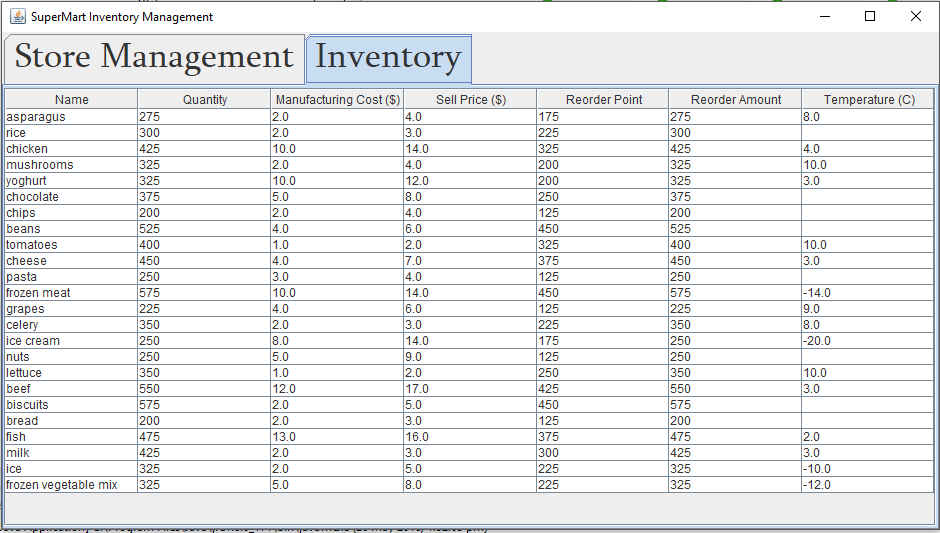 SuperMart Inventory Management
Store Management Inventory
Name Quantity Manufacturing Cost ($) Sell Price ($) Reorder Point Reorder Amount Temperature (C)
asparagus 275 2.0 4.0 175 275 8.0
rice 300 2.0 3.0 225 300
chicken 425 10.0 14.0 325 425 4.0
mushrooms 325 2.0 4.0 200 325 10.0
yoghurt 325 10.0 12.0 200 325 3.0
chocolate 375 5.0 8.0 250 375
chips 200 2.0 4.0 125 200
beans 525 4.0 6.0 450 525
tomatoes 400 1.0 2.0 325 400 10.0
cheese 450 4.0 7.0 375 450 3.0
pasta 250 3.0 4.0 125 250
frozen meat 575 10.0 14.0 450 575 -14.0
grapes 225 4.0 6.0 125 225 9.0
celery 350 2.0 3.0 225 350 8.0
ice cream 250 8.0 14.0 175 250 -20.0
nuts 250 5.0 9.0 125 250
lettuce 350 1.0 2.0 250 350 10.0
beef 550 12.0 17.0 425 550 3.0
biscuits 575 2.0 5.0 450 575
bread 200 2.0 3.0 125 200
fish 475 13.0 16.0 375 475 2.0
milk 425 2.0 3.0 300 425 3.0
ice 325 2.0 5.0 225 325 -10.0
frozen vegetable mix 325 5.0 8.0 225 325 -12.0